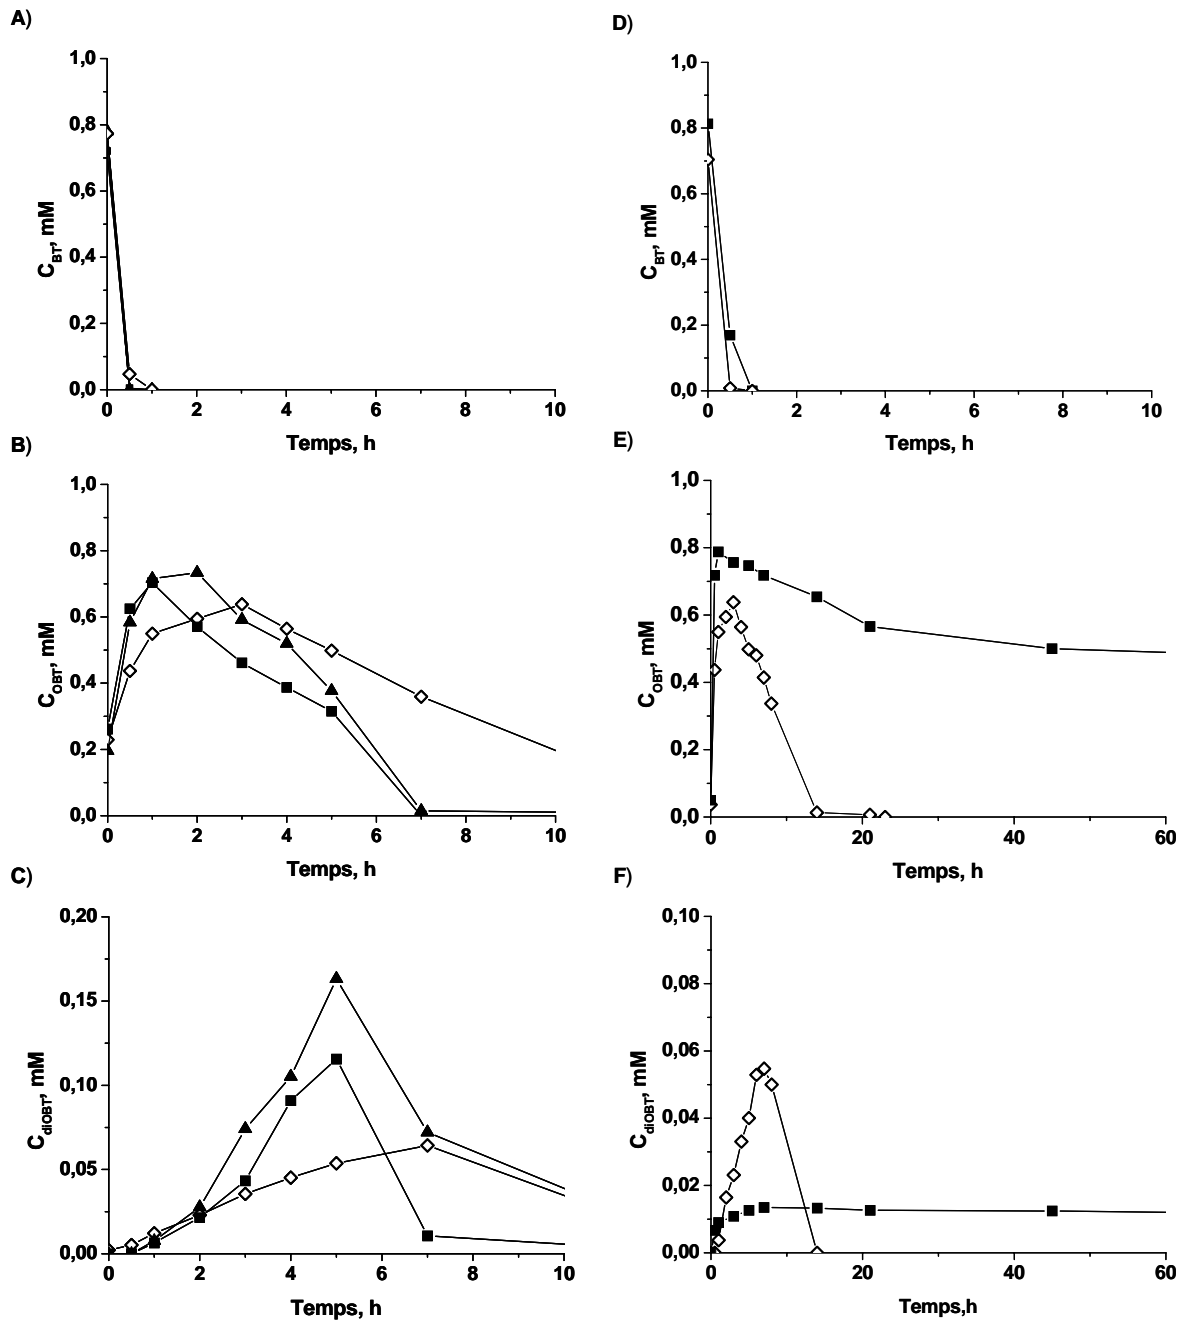 A)
1,0
0,8
0,6
0,4
0,2
0,0
C_BT, mM
0 2 4 6 8 10
Temps, h
D)
1,0
0,8
0,6
0,4
0,2
0,0
C_BT, mM
0 2 4 6 8 10
Temps, h
B)
1,0
0,8
0,6
0,4
0,2
0,0
C_OBT, mM
0 2 4 6 8 10
Temps, h
E)
1,0
0,8
0,6
0,4
0,2
0,0
C_OBT, mM
0 20 40 60
Temps, h
C)
0,20
0,15
0,10
0,05
0,00
C_diOBT, mM
0 2 4 6 8 10
Temps, h
F)
0,10
0,08
0,06
0,04
0,02
0,00
C_diOBT, mM
0 20 40 60
Temps,h